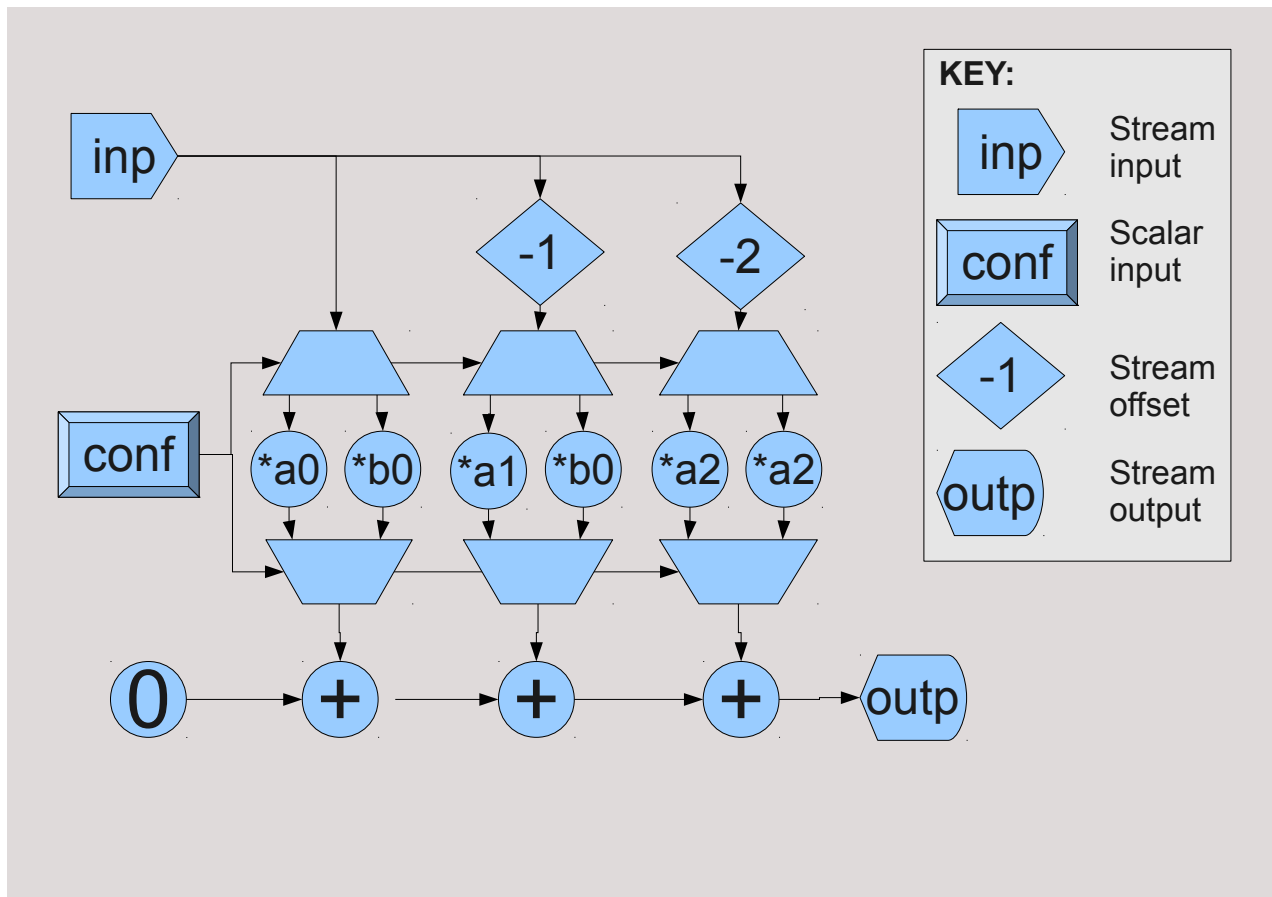 inp
-1
-2
conf
*a0
*b0
*a1
*b0
*a2
*a2
0
+
+
+
outp
KEY:
inp
Stream
input
conf
Scalar
input
-1
Stream
offset
outp
Stream
output